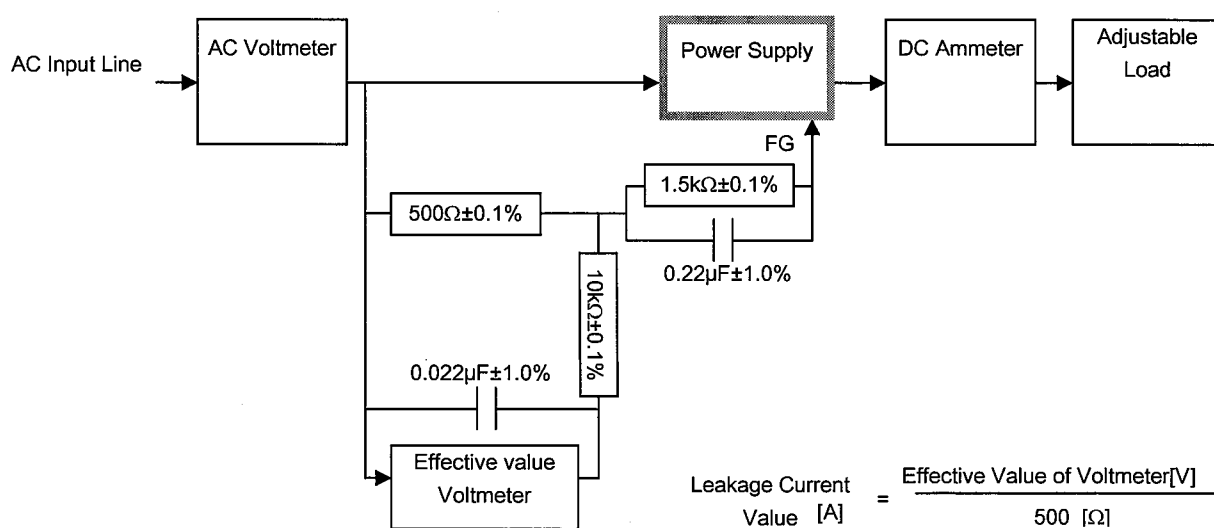 AC Input Line
AC Voltmeter
Power Supply
DC Ammeter
Adjustable
Load
FG
1.5kΩ±0.1%
500Ω±0.1%
0.22µF±1.0%
10kΩ±0.1%
0.022µF±1.0%
Effective value
Voltmeter
Leakage Current
Value [A]
=
Effective Value of Voltmeter[V]
500 [Ω]